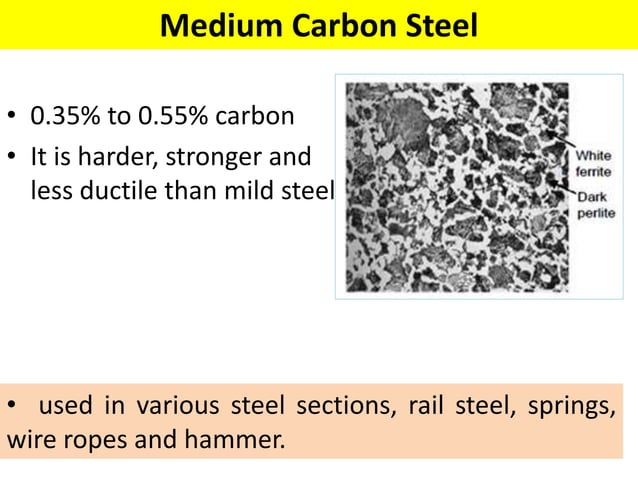 Medium Carbon Steel
• 0.35% to 0.55% carbon
• It is harder, stronger and
less ductile than mild steel
White
ferrite
Dark
perlite
• used in various steel sections, rail steel, springs,
wire ropes and hammer.